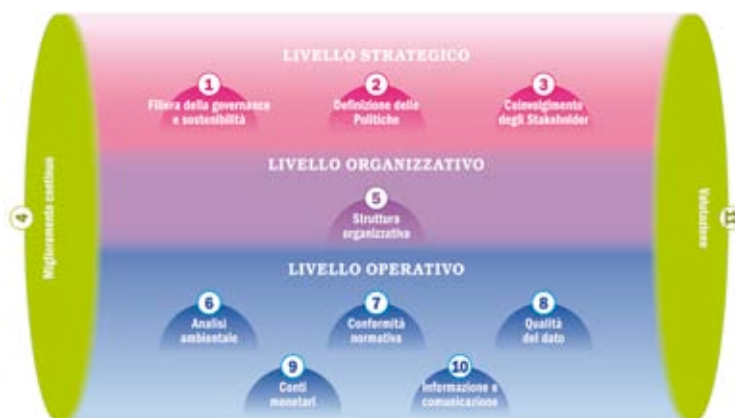 LIVELLO STRATEGICO
1
Filiera della governance
e sostenibilità
2
Definizione delle
Politiche
3
Coinvolgimento
degli Stakeholder
LIVELLO ORGANIZZATIVO
5
Struttura
organizzativa
4
Miglioramento continuo
Valutazione
11
LIVELLO OPERATIVO
6
Analisi
ambientale
7
Conformità
normativa
8
Qualità
del dato
9
Conti
monetari
10
Informazione e
comunicazione